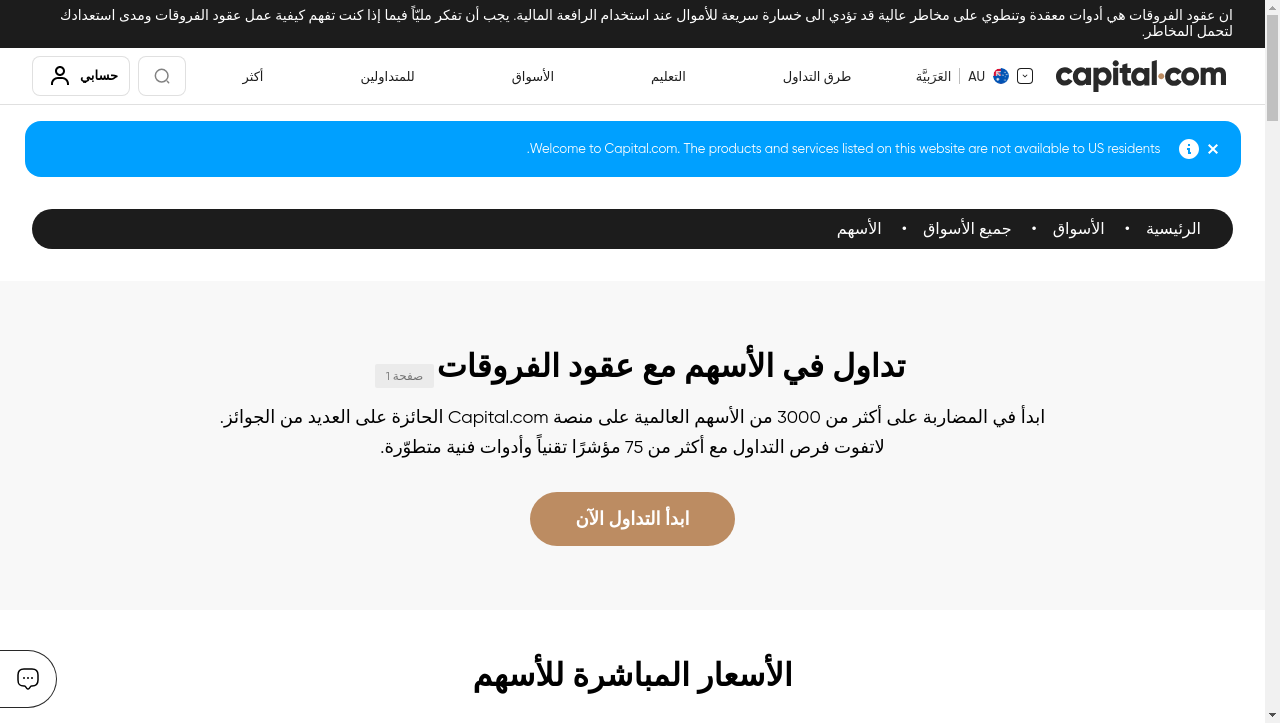 ان عقود الفروقات هي أدوات معقدة وتنطوي على مخاطر عالية قد تؤدي الى خسارة سريعة للأموال عند استخدام الرافعة المالية. يجب أن تفكر مليّاً فيما إذا كنت تفهم كيفية عمل عقود الفروقات ومدى استعدادك
لتحمل المخاطر.
capital.com
AU
العَرَبيَّة
طرق التداول
التعليم
الأسواق
للمتداولين
أكثر
حسابي
Welcome to Capital.com. The products and services listed on this website are not available to US residents.
الرئيسية • الأسواق • جميع الأسواق • الأسهم
تداول في الأسهم مع عقود الفروقات صفحة 1
ابدأ في المضاربة على أكثر من 3000 من الأسهم العالمية على منصة Capital.com الحائزة على العديد من الجوائز.
لاتفوت فرص التداول مع أكثر من 75 مؤشرًا تقنياً وأدوات فنية متطوّرة.
ابدأ التداول الآن
الأسعار المباشرة للأسهم